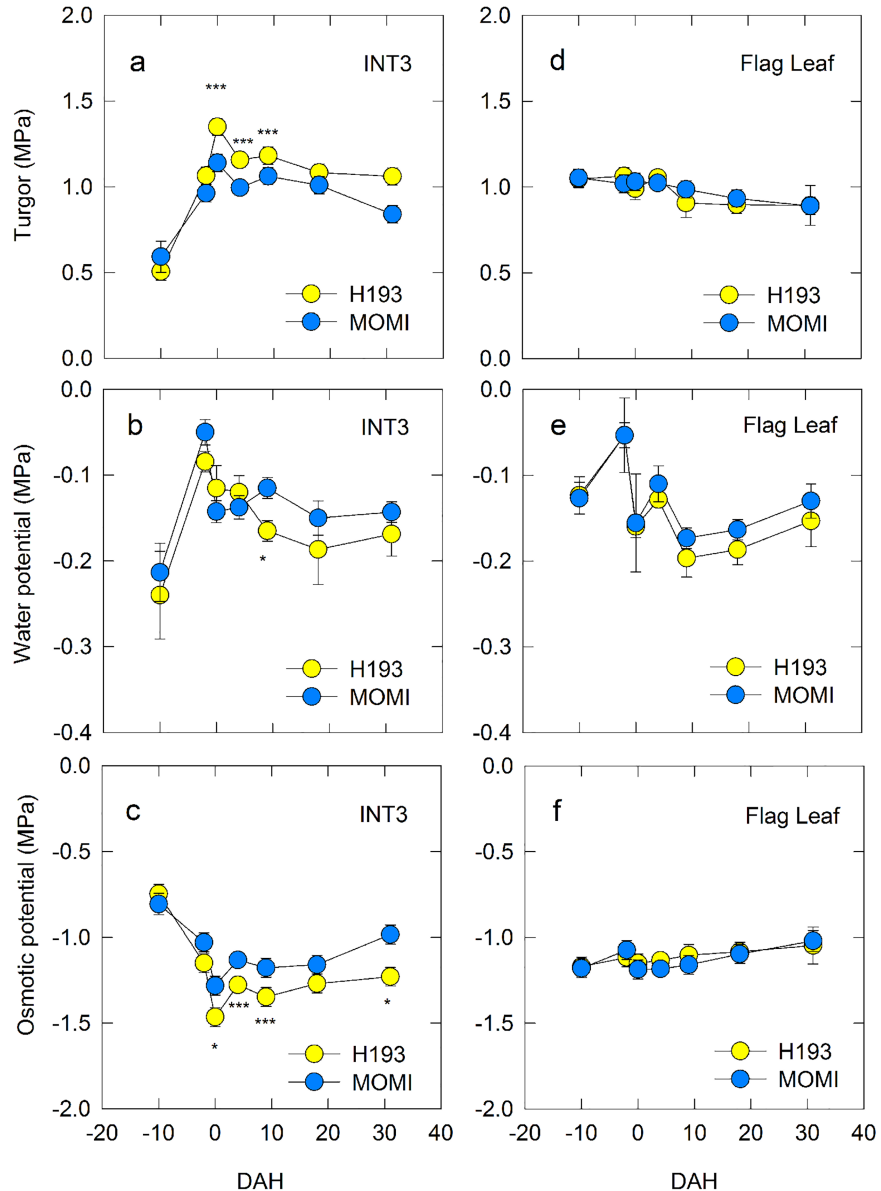 a
INT3
***
***
***
H193
MOMI
2.0
1.5
1.0
0.5
0.0
Turgor (MPa)
d
Flag Leaf
H193
MOMI
2.0
1.5
1.0
0.5
0.0
b
INT3
*
H193
MOMI
0.0
-0.1
-0.2
-0.3
-0.4
Water potential (MPa)
e
Flag Leaf
H193
MOMI
0.0
-0.1
-0.2
-0.3
-0.4
c
INT3
*
***
***
*
H193
MOMI
0.0
-0.5
-1.0
-1.5
-2.0
Osmotic potential (MPa)
-20 -10 0 10 20 30 40
DAH
f
Flag Leaf
H193
MOMI
0.0
-0.5
-1.0
-1.5
-2.0
-10 0 10 20 30 40
DAH